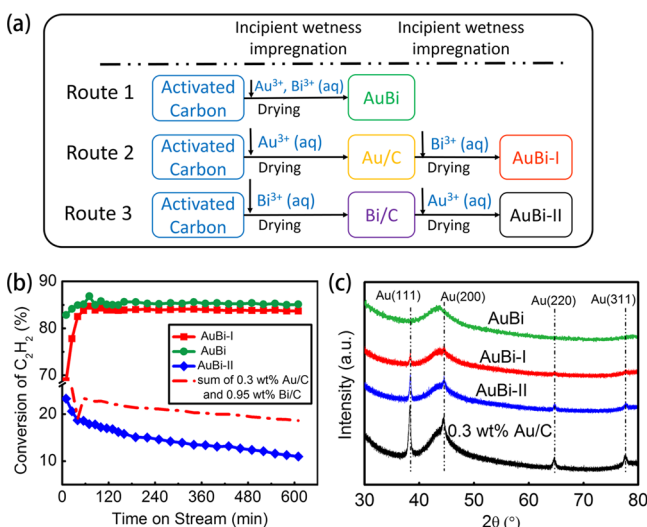 (a)
Incipient wetness impregnation
Incipient wetness impregnation
Route 1
Activated Carbon
Au³⁺, Bi³⁺ (aq)
Drying
AuBi
Route 2
Activated Carbon
Au³⁺ (aq)
Drying
Au/C
Bi³⁺ (aq)
Drying
AuBi-I
Route 3
Activated Carbon
Bi³⁺ (aq)
Drying
Bi/C
Au³⁺ (aq)
Drying
AuBi-II
(b)
Conversion of C₂H₂ (%)
90
85
80
70
20
10
AuBi-I
AuBi
AuBi-II
sum of 0.3 wt% Au/C
and 0.95 wt% Bi/C
0 120 240 360 480 600
Time on Stream (min)
(c)
Intensity (a.u.)
Au(111) Au(200) Au(220) Au(311)
AuBi
AuBi-I
AuBi-II
0.3 wt% Au/C
30 40 50 60 70 80
2θ (°)